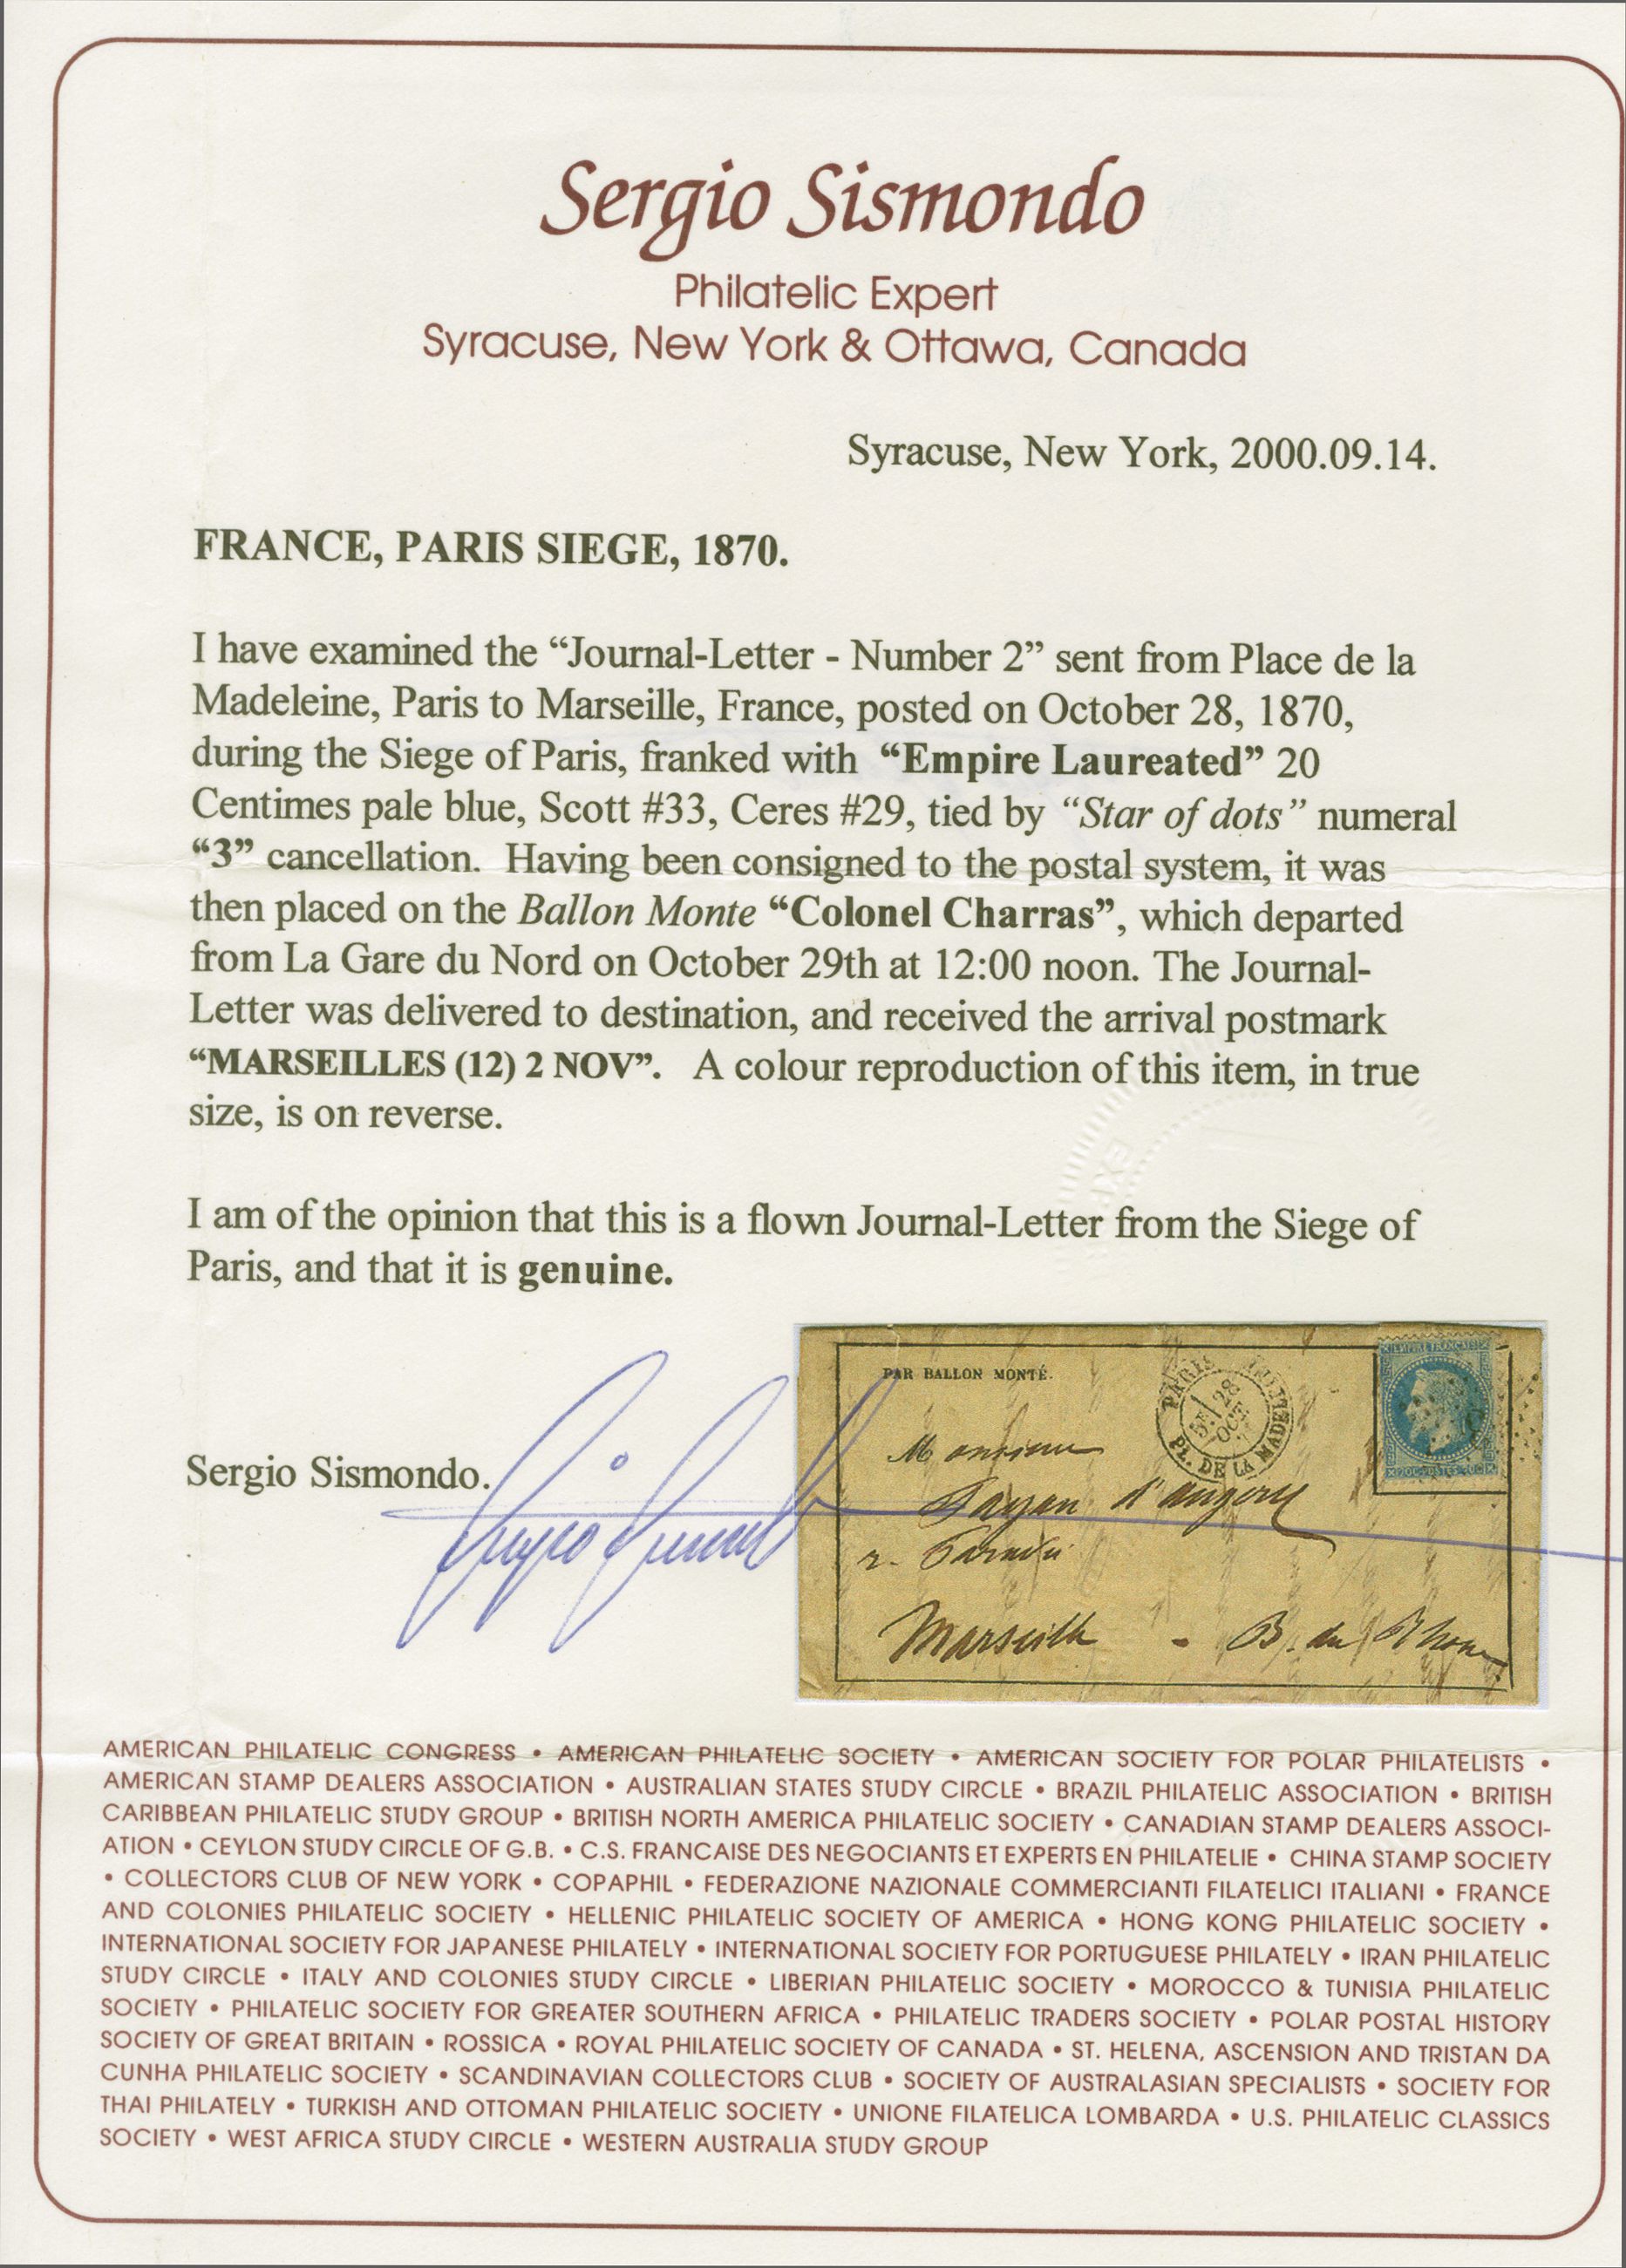 Sergio Sismondo
Philatelic Expert
Syracuse, New York & Ottawa, Canada
Syracuse, New York, 2000.09.14.
FRANCE, PARIS SIEGE, 1870.
I have examined the “Journal-Letter - Number 2” sent from Place de la
Madeleine, Paris to Marseille, France, posted on October 28, 1870,
during the Siege of Paris, franked with “Empire Laureated” 20
Centimes pale blue, Scott #33, Ceres #29, tied by “Star of dots” numeral
“3” cancellation. Having been consigned to the postal system, it was
then placed on the Ballon Monte “Colonel Charras”, which departed
from La Gare du Nord on October 29th at 12:00 noon. The Journal-
Letter was delivered to destination, and received the arrival postmark
“MARSEILLES (12) 2 NOV”. A colour reproduction of this item, in true
size, is on reverse.
I am of the opinion that this is a flown Journal-Letter from the Siege of
Paris, and that it is genuine.
Sergio Sismondo.
PAR BALLON MONTÉ.
PARIS
5E 28
OCT
PL. DE LA MADEL
EMPIRE FRANÇAIS
20C POSTES 20C
Monsieur
r. Paradis
Marseille - B. du Rhone
AMERICAN PHILATELIC CONGRESS • AMERICAN PHILATELIC SOCIETY • AMERICAN SOCIETY FOR POLAR PHILATELISTS •
AMERICAN STAMP DEALERS ASSOCIATION • AUSTRALIAN STATES STUDY CIRCLE • BRAZIL PHILATELIC ASSOCIATION • BRITISH
CARIBBEAN PHILATELIC STUDY GROUP • BRITISH NORTH AMERICA PHILATELIC SOCIETY • CANADIAN STAMP DEALERS ASSOCI-
ATION • CEYLON STUDY CIRCLE OF G.B. • C.S. FRANCAISE DES NEGOCIANTS ET EXPERTS EN PHILATELIE • CHINA STAMP SOCIETY
• COLLECTORS CLUB OF NEW YORK • COPAPHIL • FEDERAZIONE NAZIONALE COMMERCIANTI FILATELICI ITALIANI • FRANCE
AND COLONIES PHILATELIC SOCIETY • HELLENIC PHILATELIC SOCIETY OF AMERICA • HONG KONG PHILATELIC SOCIETY •
INTERNATIONAL SOCIETY FOR JAPANESE PHILATELY • INTERNATIONAL SOCIETY FOR PORTUGUESE PHILATELY • IRAN PHILATELIC
STUDY CIRCLE • ITALY AND COLONIES STUDY CIRCLE • LIBERIAN PHILATELIC SOCIETY • MOROCCO & TUNISIA PHILATELIC
SOCIETY • PHILATELIC SOCIETY FOR GREATER SOUTHERN AFRICA • PHILATELIC TRADERS SOCIETY • POLAR POSTAL HISTORY
SOCIETY OF GREAT BRITAIN • ROSSICA • ROYAL PHILATELIC SOCIETY OF CANADA • ST. HELENA, ASCENSION AND TRISTAN DA
CUNHA PHILATELIC SOCIETY • SCANDINAVIAN COLLECTORS CLUB • SOCIETY OF AUSTRALASIAN SPECIALISTS • SOCIETY FOR
THAI PHILATELY • TURKISH AND OTTOMAN PHILATELIC SOCIETY • UNIONE FILATELICA LOMBARDA • U.S. PHILATELIC CLASSICS
SOCIETY • WEST AFRICA STUDY CIRCLE • WESTERN AUSTRALIA STUDY GROUP